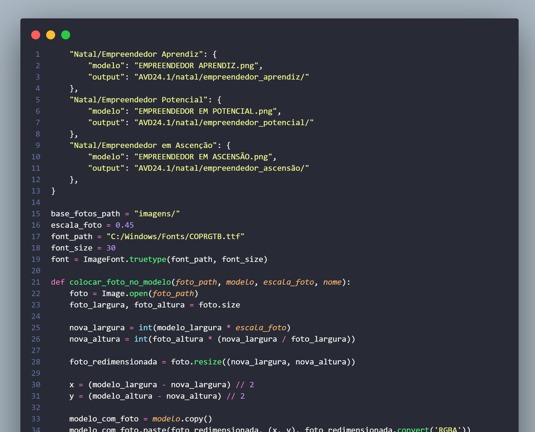 1 "Natal/Empreendedor Aprendiz": {
2 "modelo": "EMPREENDEDOR APRENDIZ.png",
3 "output": "AVD24.1/natal/empreendedor_aprendiz/"
4 },
5 "Natal/Empreendedor Potencial": {
6 "modelo": "EMPREENDEDOR EM POTENCIAL.png",
7 "output": "AVD24.1/natal/empreendedor_potencial/"
8 },
9 "Natal/Empreendedor em Ascenção": {
10 "modelo": "EMPREENDEDOR EM ASCENSÃO.png",
11 "output": "AVD24.1/natal/empreendedor_ascensão/"
12 },
13 }
14
15 base_fotos_path = "imagens/"
16 escala_foto = 0.45
17 font_path = "C:/Windows/Fonts/COPRGTB.ttf"
18 font_size = 30
19 font = ImageFont.truetype(font_path, font_size)
20
21 def colocar_foto_no_modelo(foto_path, modelo, escala_foto, nome):
22 foto = Image.open(foto_path)
23 foto_largura, foto_altura = foto.size
24
25 nova_largura = int(modelo_largura * escala_foto)
26 nova_altura = int(foto_altura * (nova_largura / foto_largura))
27
28 foto_redimensionada = foto.resize((nova_largura, nova_altura))
29
30 x = (modelo_largura - nova_largura) // 2
31 y = (modelo_altura - nova_altura) // 2
32
33 modelo_com_foto = modelo.copy()
34 modelo_com_foto.paste(foto_redimensionada, (x, y), foto_redimensionada.convert('RGBA'))